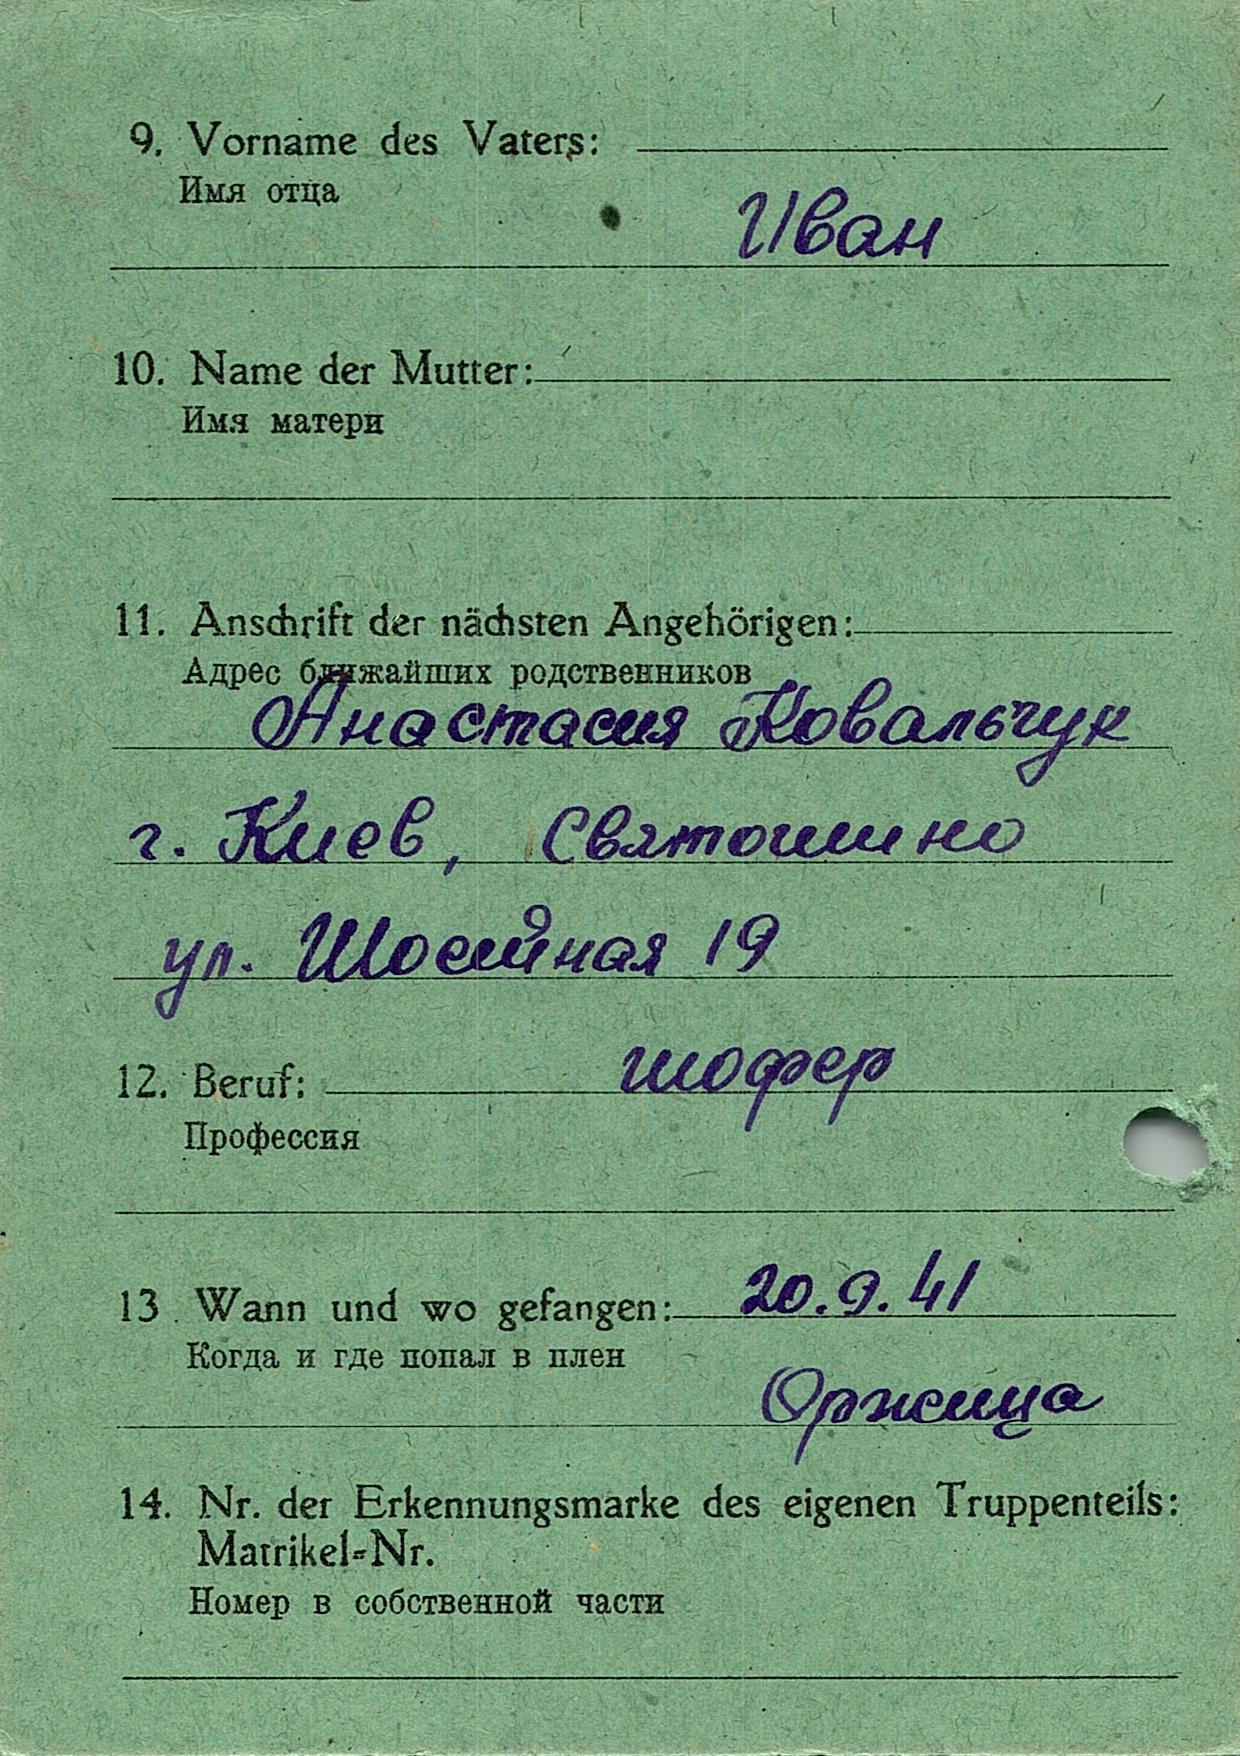 9. Vorname des Vaters:
Имя отца
Иван
10. Name der Mutter:
Имя матери
11. Anschrift der nächsten Angehörigen:
Адрес ближайших родственников
Анастасия Ковальчук
г. Киев, Святошино
ул. Шосейная 19
12. Beruf: шофер
Профессия
13. Wann und wo gefangen: 20.9.41
Когда и где попал в плен
Оржица
14. Nr. der Erkennungsmarke des eigenen Truppenteils:
Matrikel-Nr.
Номер в собственной части